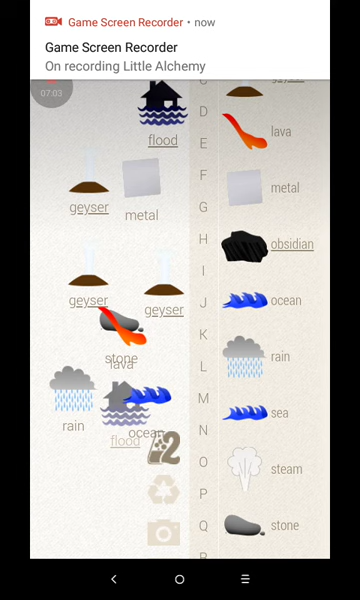 Game Screen Recorder • now
Game Screen Recorder
On recording Little Alchemy
07:03
flood
geyser
metal
geyser
geyser
stone
lava
rain
ocean
flood
D
E
F
G
H
I
J
K
L
M
N
O
P
Q
lava
metal
obsidian
ocean
rain
sea
steam
stone